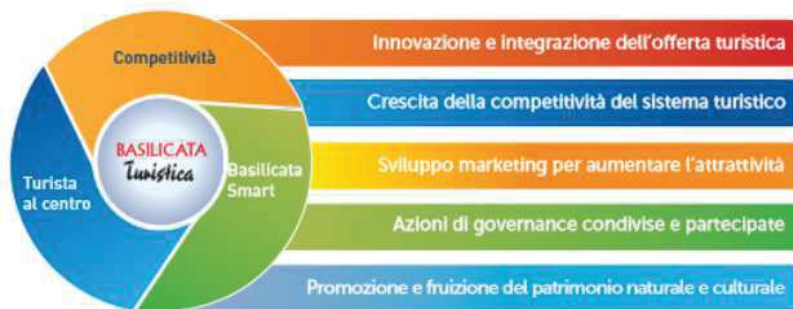 Competitività
BASILICATA
Turistica
Turista
al centro
Basilicata
Smart
Innovazione e integrazione dell'offerta turistica
Crescita della competitività del sistema turistico
Sviluppo marketing per aumentare l'attrattività
Azioni di governance condivise e partecipate
Promozione e fruizione del patrimonio naturale e culturale